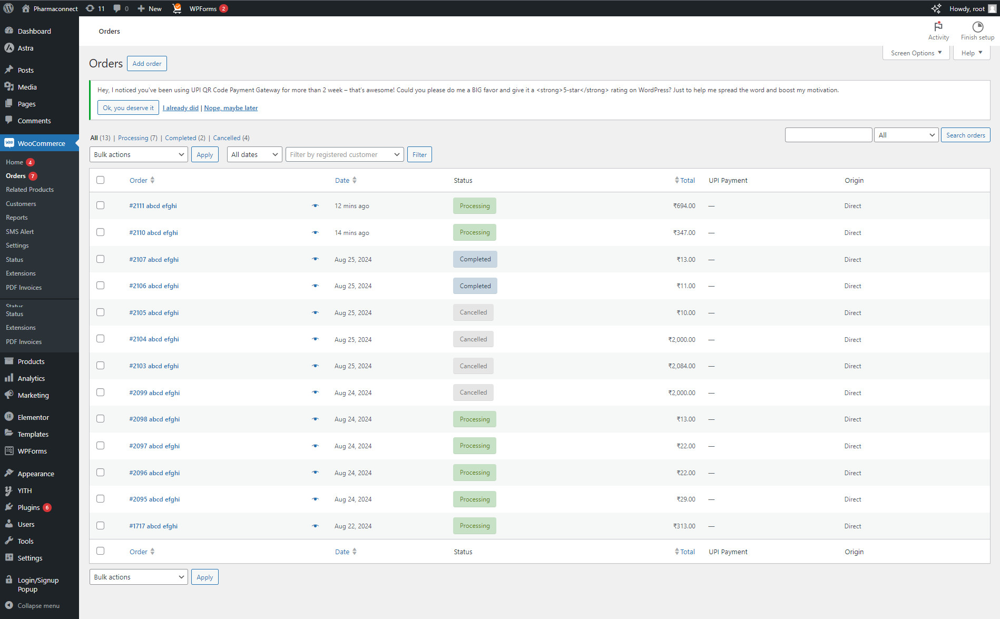 Pharmaconnect 11 0 New WPForms 2 Howdy, root
Dashboard
Astra
Posts
Media
Pages
Comments
Woo WooCommerce
Home 4
Orders 7
Related Products
Customers
Reports
SMS Alert
Settings
Status
Extensions
PDF Invoices
Status
Status
Extensions
PDF Invoices
Products
Analytics
Marketing
Elementor
Templates
WPForms
Appearance
YITH
Plugins 6
Users
Tools
Settings
Login/Signup
Popup
Collapse menu
Orders
Activity
Finish setup
Screen Options
Help
Orders Add order
Hey, I noticed you've been using UPI QR Code Payment Gateway for more than 2 week – that's awesome! Could you please do me a BIG favor and give it a <strong>5-star</strong> rating on WordPress? Just to help me spread the word and boost my motivation.
Ok, you deserve it I already did | Nope, maybe later
All (13) | Processing (7) | Completed (2) | Cancelled (4)
All Search orders
Bulk actions Apply All dates Filter by registered customer Filter
Order Date Status Total UPI Payment Origin
#2111 abcd efghi 12 mins ago Processing ₹694.00 — Direct
#2110 abcd efghi 14 mins ago Processing ₹347.00 — Direct
#2107 abcd efghi Aug 25, 2024 Completed ₹13.00 — Direct
#2106 abcd efghi Aug 25, 2024 Completed ₹11.00 — Direct
#2105 abcd efghi Aug 25, 2024 Cancelled ₹10.00 — Direct
#2104 abcd efghi Aug 25, 2024 Cancelled ₹2,000.00 — Direct
#2103 abcd efghi Aug 25, 2024 Cancelled ₹2,084.00 — Direct
#2099 abcd efghi Aug 24, 2024 Cancelled ₹2,000.00 — Direct
#2098 abcd efghi Aug 24, 2024 Processing ₹13.00 — Direct
#2097 abcd efghi Aug 24, 2024 Processing ₹22.00 — Direct
#2096 abcd efghi Aug 24, 2024 Processing ₹22.00 — Direct
#2095 abcd efghi Aug 24, 2024 Processing ₹29.00 — Direct
#1717 abcd efghi Aug 22, 2024 Processing ₹313.00 — Direct
Order Date Status Total UPI Payment Origin
Bulk actions Apply